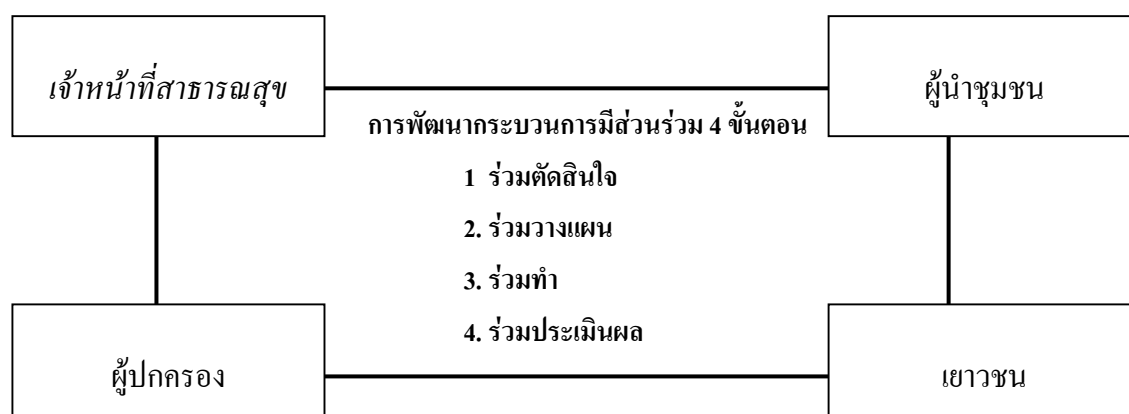 เจ้าหน้าที่สาธารณสุข
ผู้นำชุมชน
การพัฒนากระบวนการมีส่วนร่วม 4 ขั้นตอน
1 ร่วมตัดสินใจ
2. ร่วมวางแผน
3. ร่วมทำ
4. ร่วมประเมินผล
ผู้ปกครอง
เยาวชน